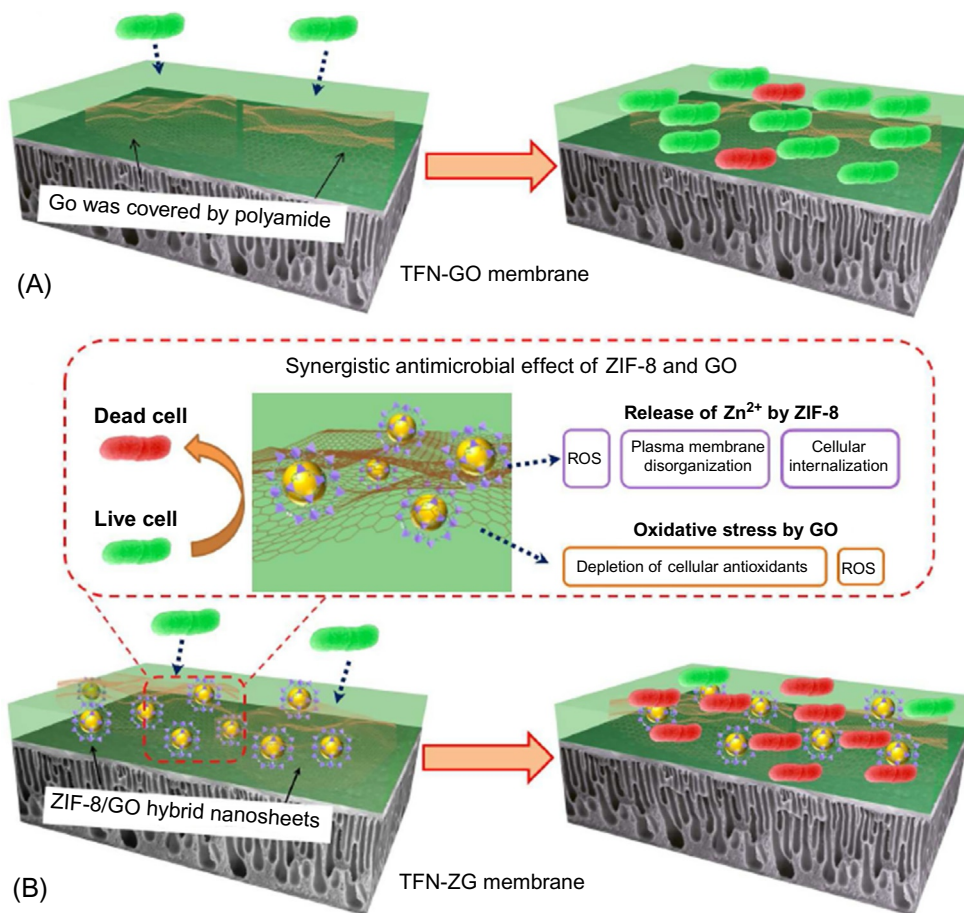 Go was covered by polyamide
(A)
TFN-GO membrane
Synergistic antimicrobial effect of ZIF-8 and GO
Dead cell
Live cell
Release of Zn²⁺ by ZIF-8
ROS
Plasma membrane
disorganization
Cellular
internalization
Oxidative stress by GO
Depletion of cellular antioxidants
ROS
ZIF-8/GO hybrid nanosheets
(B)
TFN-ZG membrane